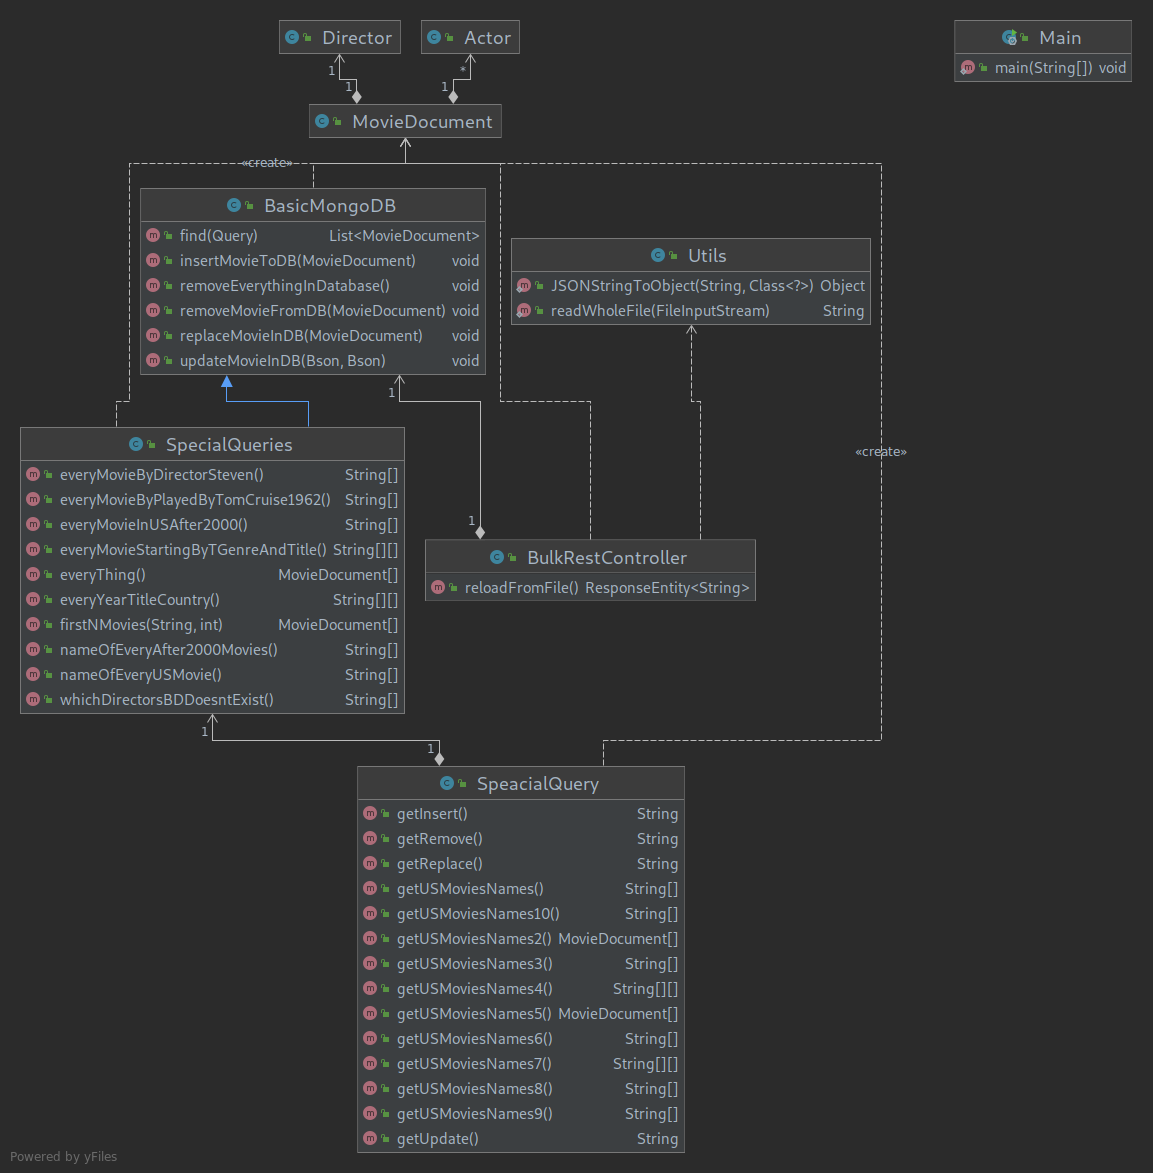 Director
Actor
Main
main(String[]) void
1
*
1
1
MovieDocument
«create»
BasicMongoDB
find(Query) List<MovieDocument>
insertMovieToDB(MovieDocument) void
removeEverythingInDatabase() void
removeMovieFromDB(MovieDocument) void
replaceMovieInDB(MovieDocument) void
updateMovieInDB(Bson, Bson) void
Utils
JSONStringToObject(String, Class<?>) Object
readWholeFile(FileInputStream) String
1
SpecialQueries
everyMovieByDirectorSteven() String[]
everyMovieByPlayedByTomCruise1962() String[]
everyMovieInUSAfter2000() String[]
everyMovieStartingByTGenreAndTitle() String[][]
everyThing() MovieDocument[]
everyYearTitleCountry() String[][]
firstNMovies(String, int) MovieDocument[]
nameOfEveryAfter2000Movies() String[]
nameOfEveryUSMovie() String[]
whichDirectorsBDDoesntExist() String[]
«create»
1
BulkRestController
reloadFromFile() ResponseEntity<String>
1
1
SpeacialQuery
getInsert() String
getRemove() String
getReplace() String
getUSMoviesNames() String[]
getUSMoviesNames10() String[]
getUSMoviesNames2() MovieDocument[]
getUSMoviesNames3() String[]
getUSMoviesNames4() String[][]
getUSMoviesNames5() MovieDocument[]
getUSMoviesNames6() String[]
getUSMoviesNames7() String[][]
getUSMoviesNames8() String[]
getUSMoviesNames9() String[]
getUpdate() String
Powered by yFiles